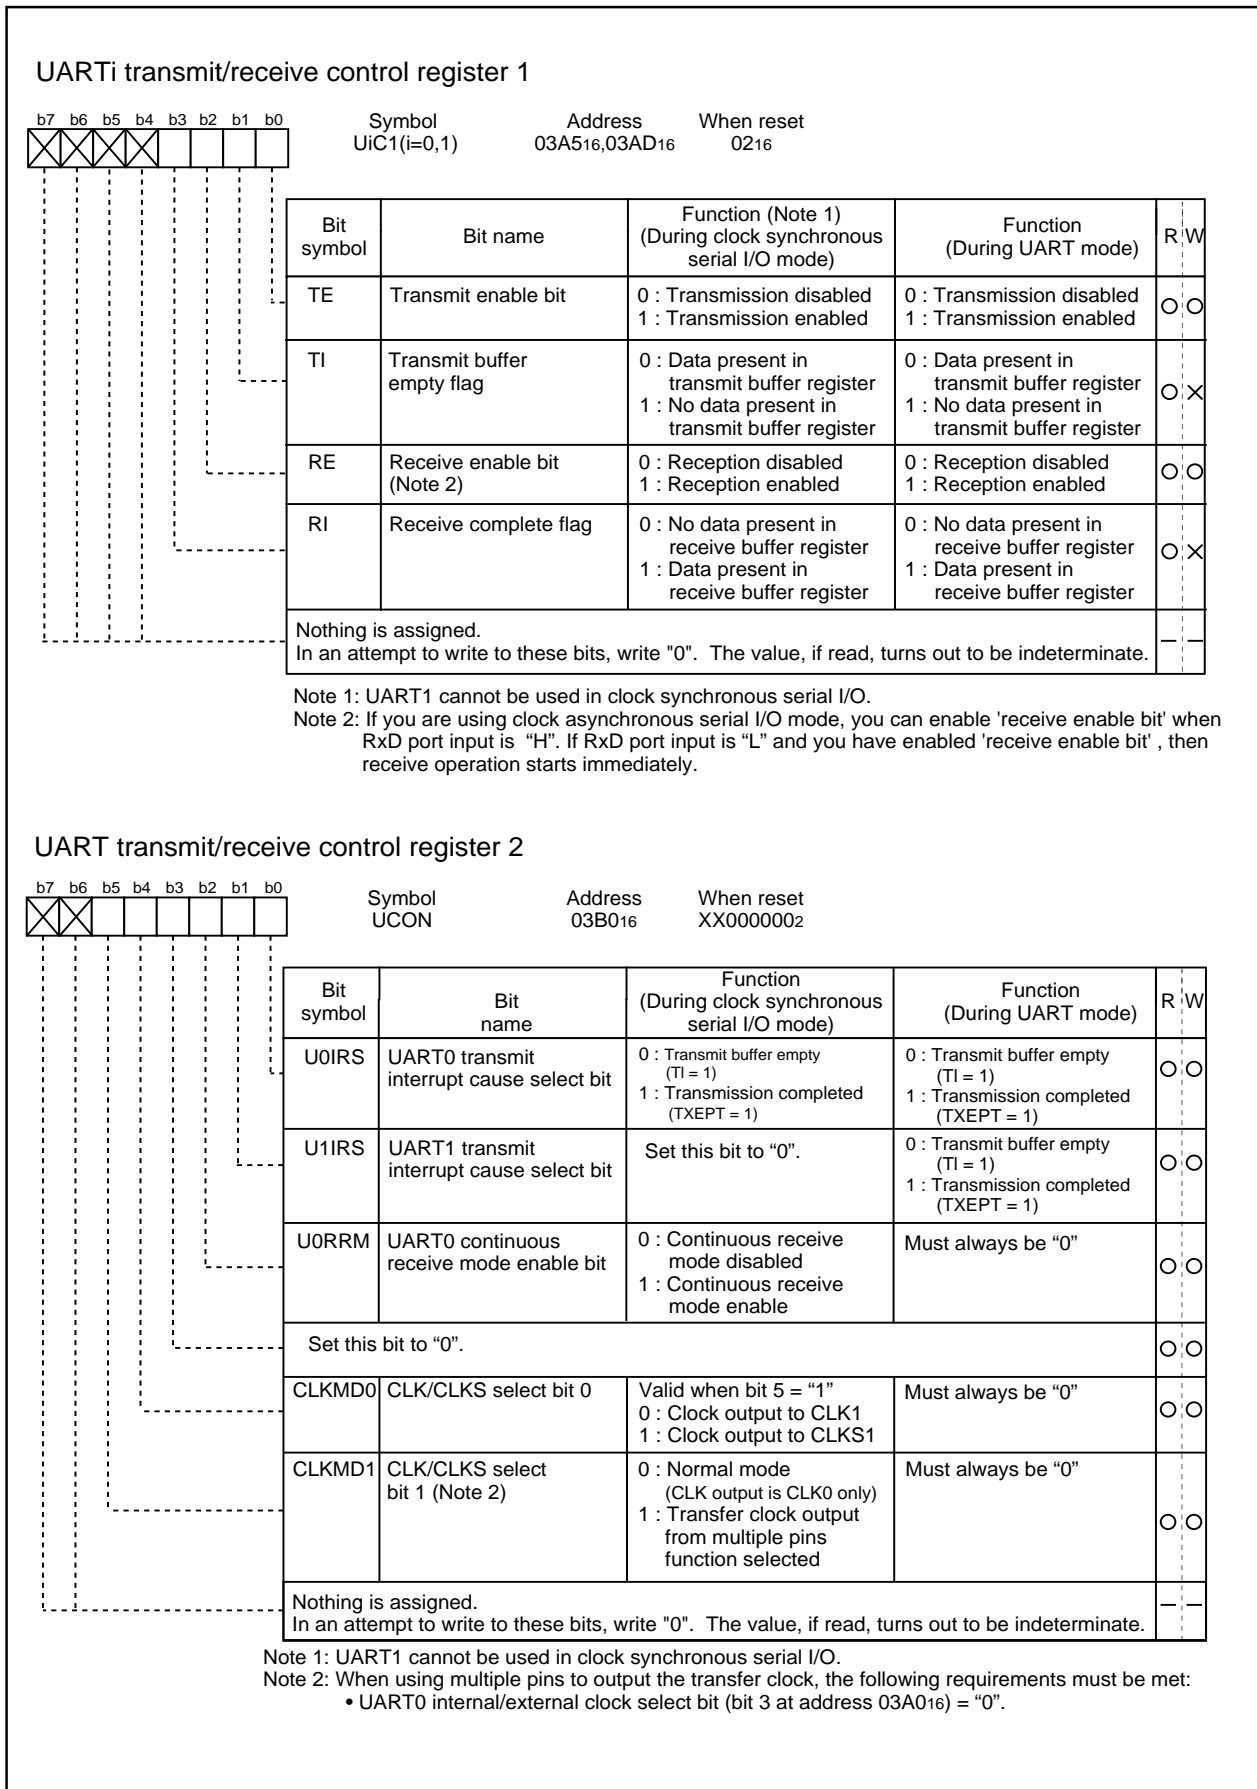 UARTi transmit/receive control register 1
b7 b6 b5 b4 b3 b2 b1 b0
Symbol Address When reset
UiC1(i=0,1) 03A516,03AD16 0216
Bit symbol Bit name Function (Note 1) (During clock synchronous serial I/O mode) Function (During UART mode) R W
TE Transmit enable bit 0 : Transmission disabled 0 : Transmission disabled
1 : Transmission enabled 1 : Transmission enabled
TI Transmit buffer 0 : Data present in 0 : Data present in
empty flag transmit buffer register transmit buffer register
1 : No data present in 1 : No data present in
transmit buffer register transmit buffer register
RE Receive enable bit 0 : Reception disabled 0 : Reception disabled
(Note 2) 1 : Reception enabled 1 : Reception enabled
RI Receive complete flag 0 : No data present in 0 : No data present in
receive buffer register receive buffer register
1 : Data present in 1 : Data present in
receive buffer register receive buffer register
Nothing is assigned.
In an attempt to write to these bits, write "0". The value, if read, turns out to be indeterminate.
Note 1: UART1 cannot be used in clock synchronous serial I/O.
Note 2: If you are using clock asynchronous serial I/O mode, you can enable 'receive enable bit' when
RxD port input is “H”. If RxD port input is “L” and you have enabled 'receive enable bit' , then
receive operation starts immediately.
UART transmit/receive control register 2
b7 b6 b5 b4 b3 b2 b1 b0
Symbol Address When reset
UCON 03B016 XX0000002
Bit symbol Bit name Function (During clock synchronous serial I/O mode) Function (During UART mode) R W
U0IRS UART0 transmit 0 : Transmit buffer empty 0 : Transmit buffer empty
interrupt cause select bit (TI = 1) (TI = 1)
1 : Transmission completed 1 : Transmission completed
(TXEPT = 1) (TXEPT = 1)
U1IRS UART1 transmit Set this bit to “0”. 0 : Transmit buffer empty
interrupt cause select bit (TI = 1)
1 : Transmission completed
(TXEPT = 1)
U0RRM UART0 continuous 0 : Continuous receive Must always be “0”
receive mode enable bit mode disabled
1 : Continuous receive
mode enable
Set this bit to “0”.
CLKMD0 CLK/CLKS select bit 0 Valid when bit 5 = “1” Must always be “0”
0 : Clock output to CLK1
1 : Clock output to CLKS1
CLKMD1 CLK/CLKS select 0 : Normal mode Must always be “0”
bit 1 (Note 2) (CLK output is CLK0 only)
1 : Transfer clock output
from multiple pins
function selected
Nothing is assigned.
In an attempt to write to these bits, write "0". The value, if read, turns out to be indeterminate.
Note 1: UART1 cannot be used in clock synchronous serial I/O.
Note 2: When using multiple pins to output the transfer clock, the following requirements must be met:
• UART0 internal/external clock select bit (bit 3 at address 03A016) = “0”.